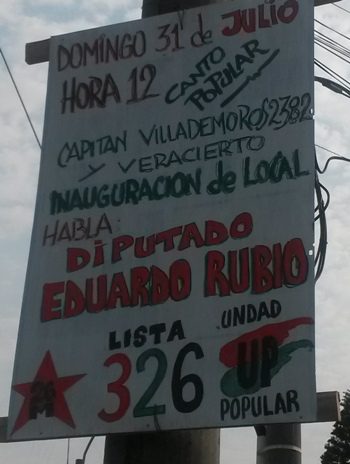 DOMINGO 31 de JULIO
HORA 12
CANTO
POPULAR
CAPITAN VILLADEMOROS 2382
Y VERACIERTO
INAUGURACION de LOCAL
HABLA:
DIPUTADO
EDUARDO RUBIO
LISTA
326
26
M
UNDAD
UP
POPULAR